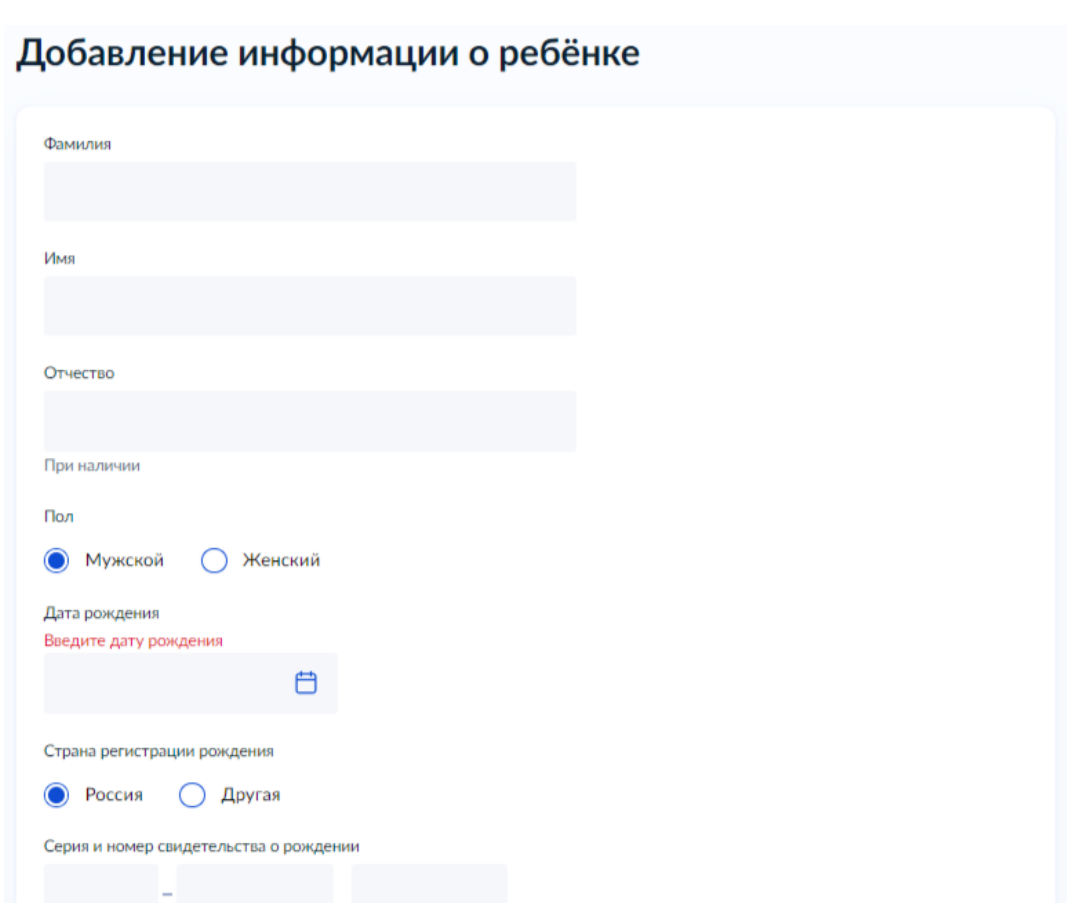 Добавление информации о ребёнке
Фамилия
Имя
Отчество
При наличии
Пол
Мужской Женский
Дата рождения
Введите дату рождения
Страна регистрации рождения
Россия Другая
Серия и номер свидетельства о рождении
–